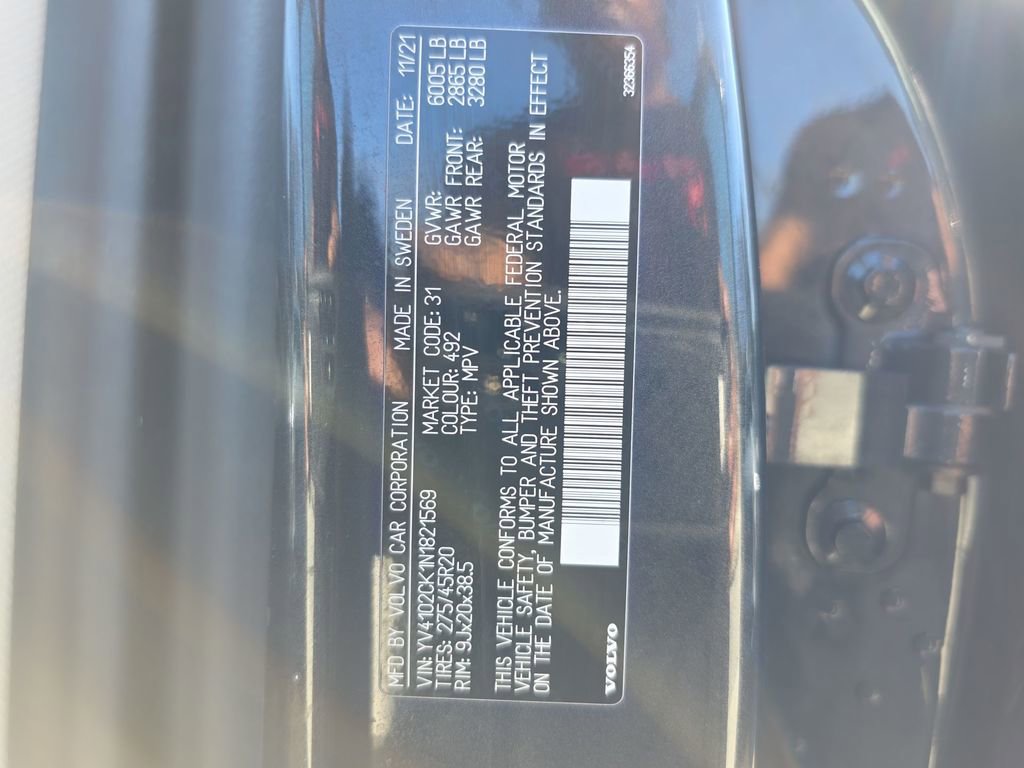 MFD BY VOLVO CAR CORPORATION MADE IN SWEDEN DATE: 11/21
VIN: YV4102CK1N1821569 MARKET CODE: 31 GVWR: 6005 LB
TIRES: 275/45R20 COLOUR: 492 GAWR FRONT: 2865 LB
RIM: 9Jx20x38.5 TYPE: MPV GAWR REAR: 3280 LB
THIS VEHICLE CONFORMS TO ALL APPLICABLE FEDERAL MOTOR
VEHICLE SAFETY, BUMPER AND THEFT PREVENTION STANDARDS IN EFFECT
ON THE DATE OF MANUFACTURE SHOWN ABOVE.
VOLVO 32366354